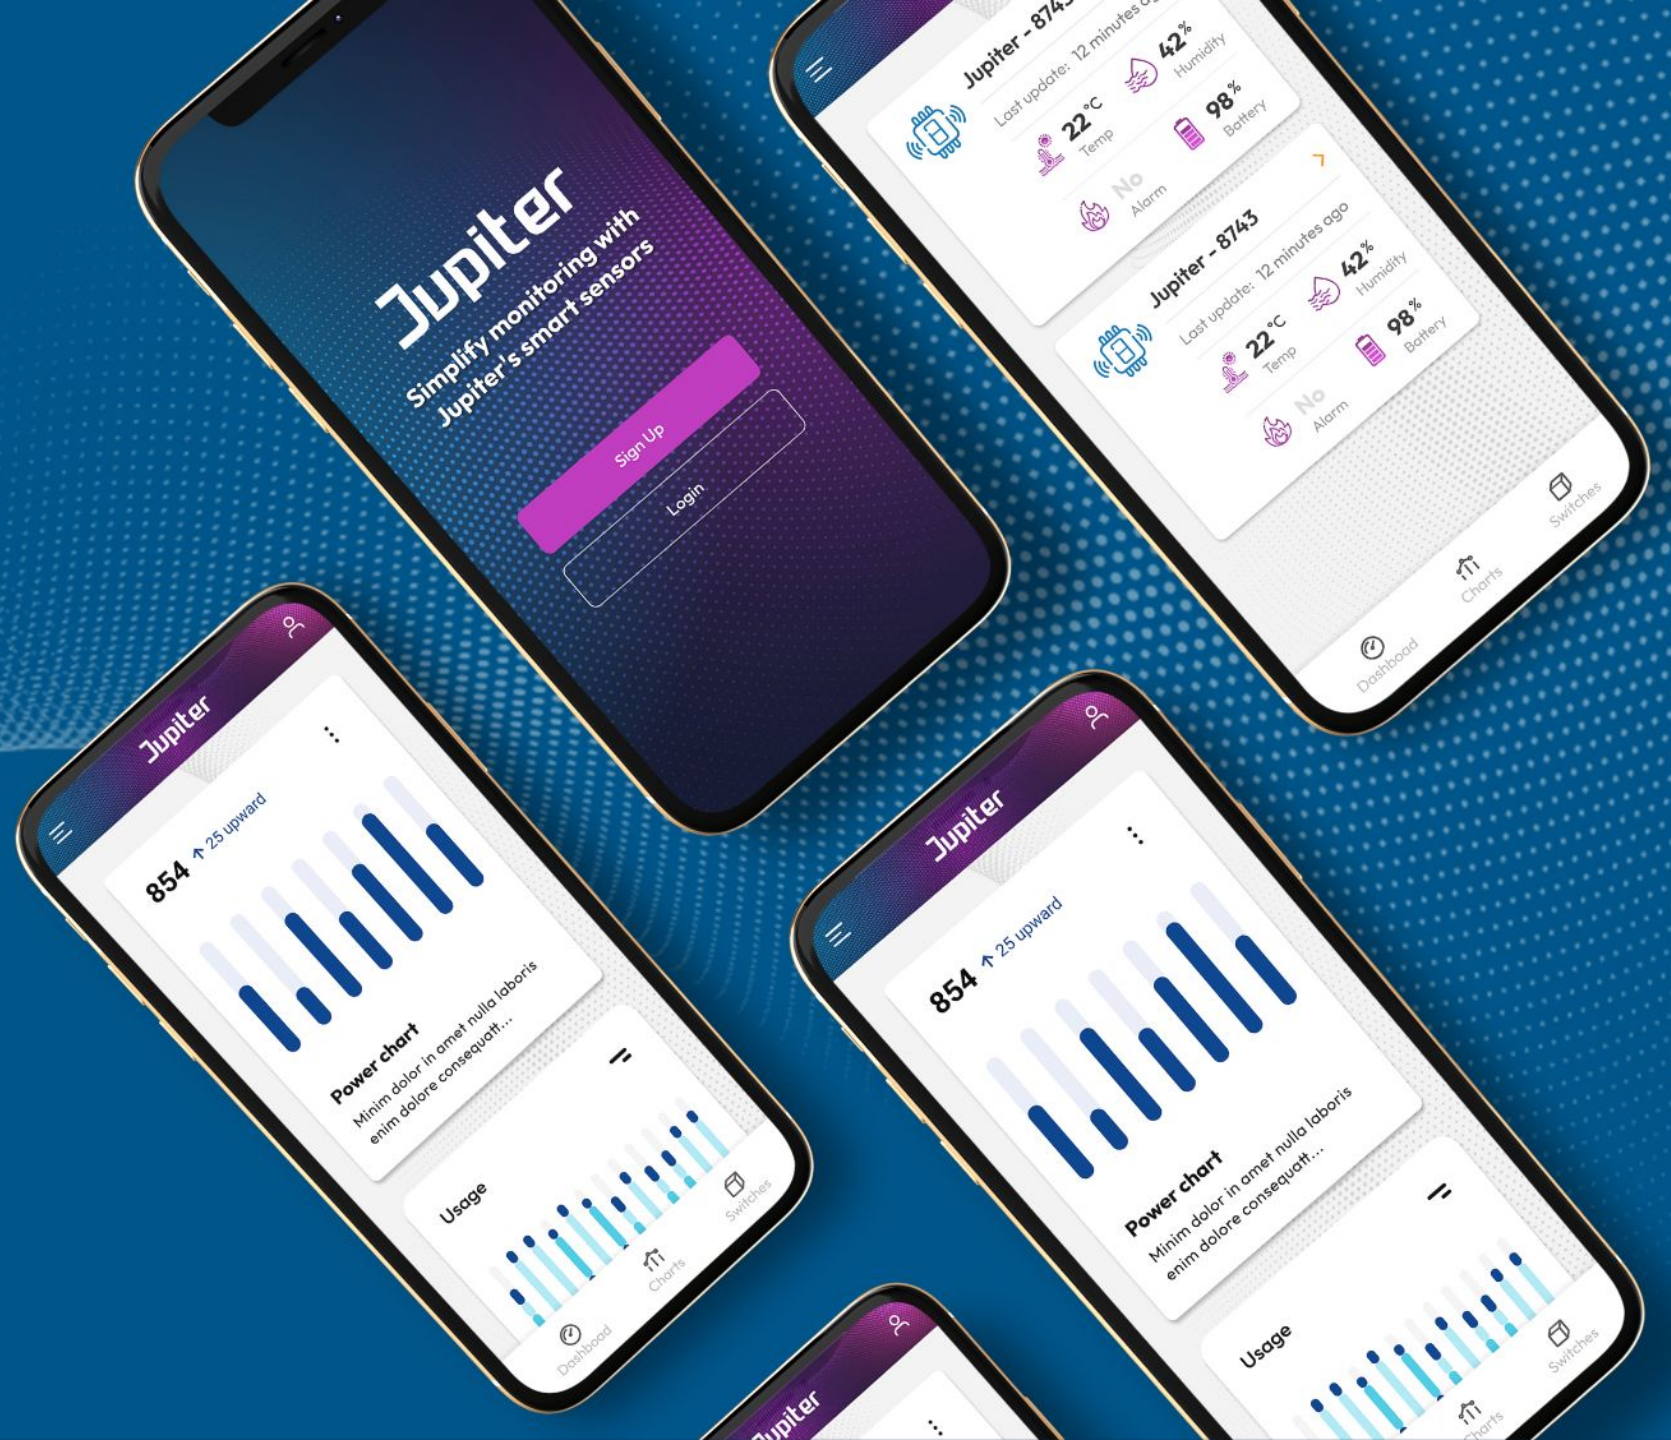 Jupiter
Simplify monitoring with
Jupiter's smart sensors
Sign Up
Login
Jupiter - 8743
Last update: 12 minutes ago
22°C
Temp
42%
Humidity
No
Alarm
98%
Battery
Jupiter - 8743
Last update: 12 minutes ago
22°C
Temp
42%
Humidity
No
Alarm
98%
Battery
Dashboad
Charts
Switches
Jupiter
854 ↑ 25 upward
Power chart
Minim dolor in amet nulla laboris
enim dolore consequatt...
Usage
Dashboad
Charts
Switches
Jupiter
854 ↑ 25 upward
Power chart
Minim dolor in amet nulla laboris
enim dolore consequatt...
Usage
Charts
Switches
Jupiter